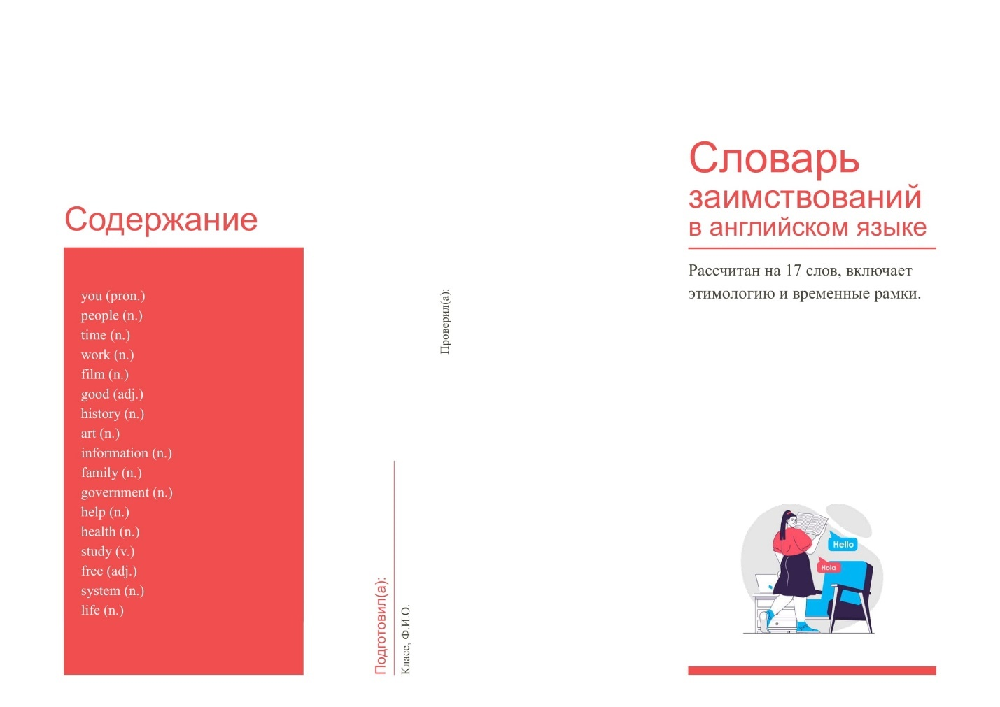 Содержание
you (pron.)
people (n.)
time (n.)
work (n.)
film (n.)
good (adj.)
history (n.)
art (n.)
information (n.)
family (n.)
government (n.)
help (n.)
health (n.)
study (v.)
free (adj.)
system (n.)
life (n.)
Подготовил(а):
Класс, Ф.И.О.
Проверил(а):
Словарь
заимствований
в английском языке
Рассчитан на 17 слов, включает
этимологию и временные рамки.
Hello
Hola